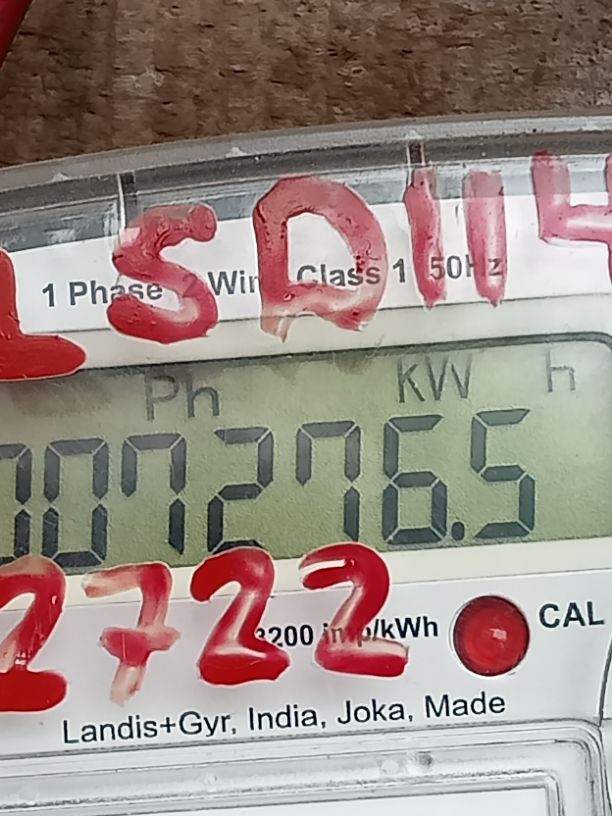 LSD114
1 Phase 2 Wire Class 1 50Hz
Ph kW h
007276.5
2722
3200 imp/kWh CAL
Landis+Gyr, India, Joka, Made